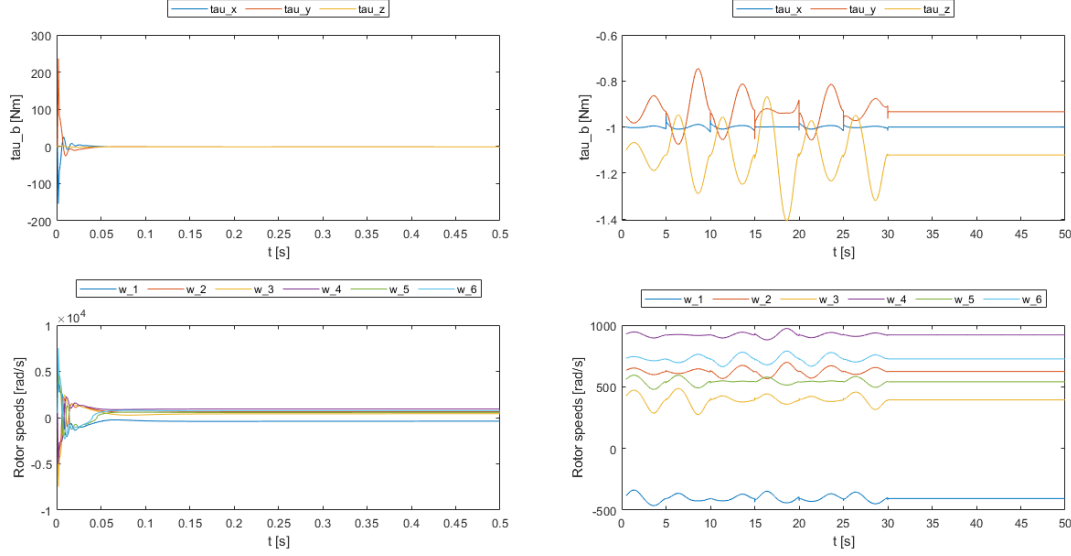 tau_x tau_y tau_z
300
200
100
0
-100
-200
tau_b [Nm]
0 0.05 0.1 0.15 0.2 0.25 0.3 0.35 0.4 0.45 0.5
t [s]
tau_x tau_y tau_z
-0.6
-0.8
-1
-1.2
-1.4
tau_b [Nm]
0 5 10 15 20 25 30 35 40 45 50
t [s]
w_1 w_2 w_3 w_4 w_5 w_6
×10⁴
1
0.5
0
-0.5
-1
Rotor speeds [rad/s]
0 0.05 0.1 0.15 0.2 0.25 0.3 0.35 0.4 0.45 0.5
t [s]
w_1 w_2 w_3 w_4 w_5 w_6
1000
500
0
-500
Rotor speeds [rad/s]
0 5 10 15 20 25 30 35 40 45 50
t [s]